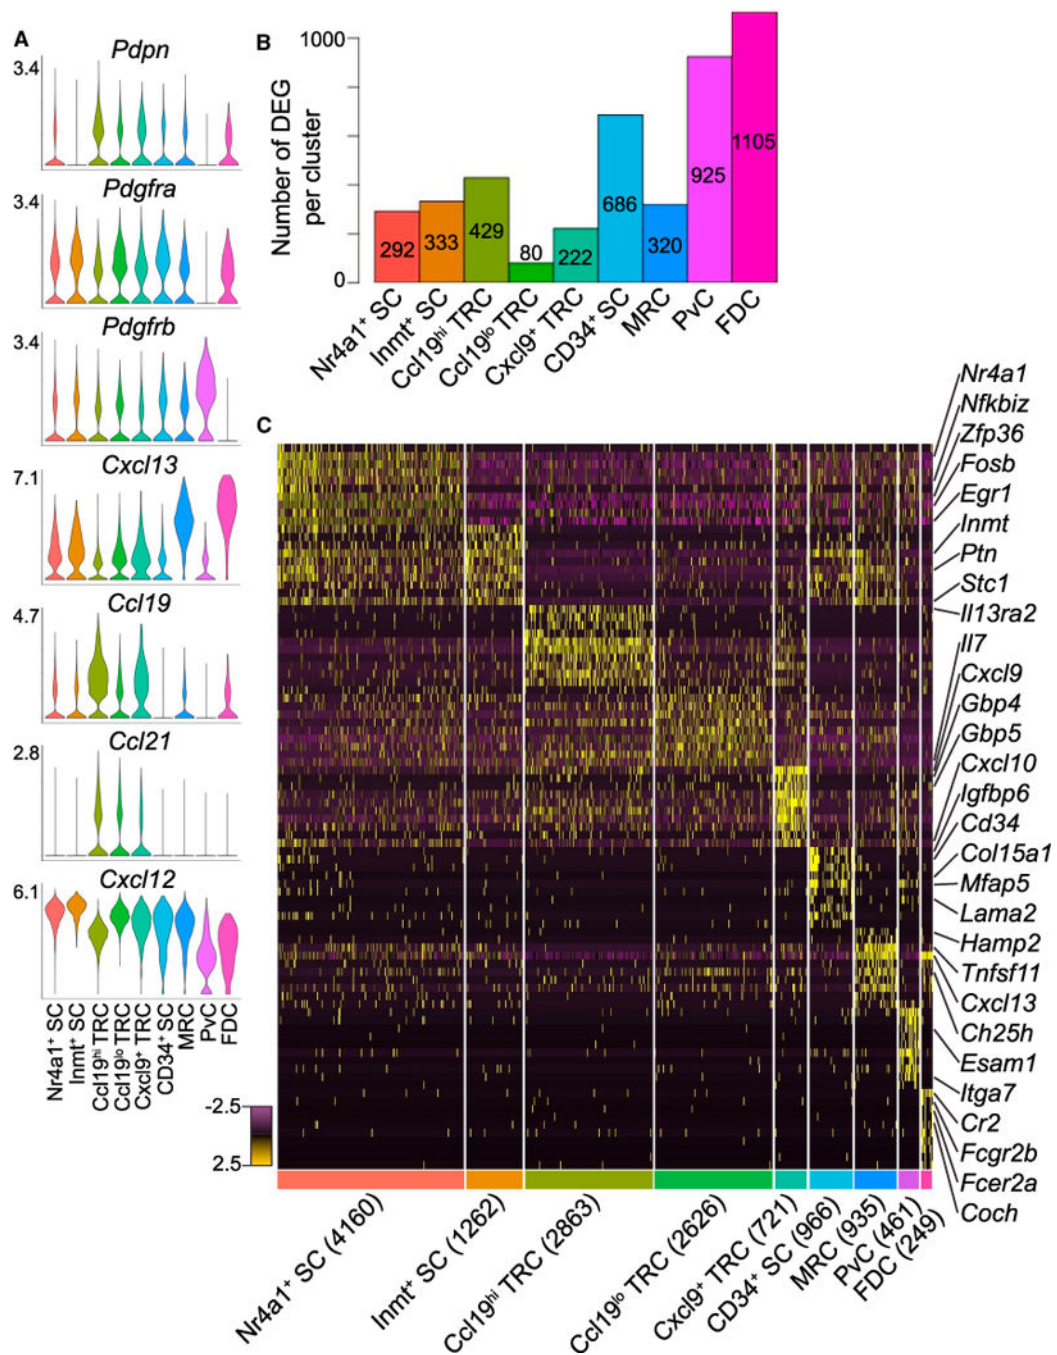 A
Pdpn
3.4
Pdgfra
3.4
Pdgfrb
3.4
Cxcl13
7.1
Ccl19
4.7
Ccl21
2.8
Cxcl12
6.1
Nr4a1⁺ SC
Inmt⁺ SC
Ccl19ʰⁱ TRC
Ccl19ˡᵒ TRC
Cxcl9⁺ TRC
CD34⁺ SC
MRC
PvC
FDC
B
Number of DEG
per cluster
1000
0
292
333
429
80
222
686
320
925
1105
Nr4a1⁺ SC
Inmt⁺ SC
Ccl19ʰⁱ TRC
Ccl19ˡᵒ TRC
Cxcl9⁺ TRC
CD34⁺ SC
MRC
PvC
FDC
C
Nr4a1
Nfkbiz
Zfp36
Fosb
Egr1
Inmt
Ptn
Stc1
Il13ra2
Il7
Cxcl9
Gbp4
Gbp5
Cxcl10
Igfbp6
Cd34
Col15a1
Mfap5
Lama2
Hamp2
Tnfsf11
Cxcl13
Ch25h
Esam1
Itga7
Cr2
Fcgr2b
Fcer2a
Coch
-2.5
2.5
Nr4a1⁺ SC (4160)
Inmt⁺ SC (1262)
Ccl19ʰⁱ TRC (2863)
Ccl19ˡᵒ TRC (2626)
Cxcl9⁺ TRC (721)
CD34⁺ SC (966)
MRC (935)
PvC (461)
FDC (249)